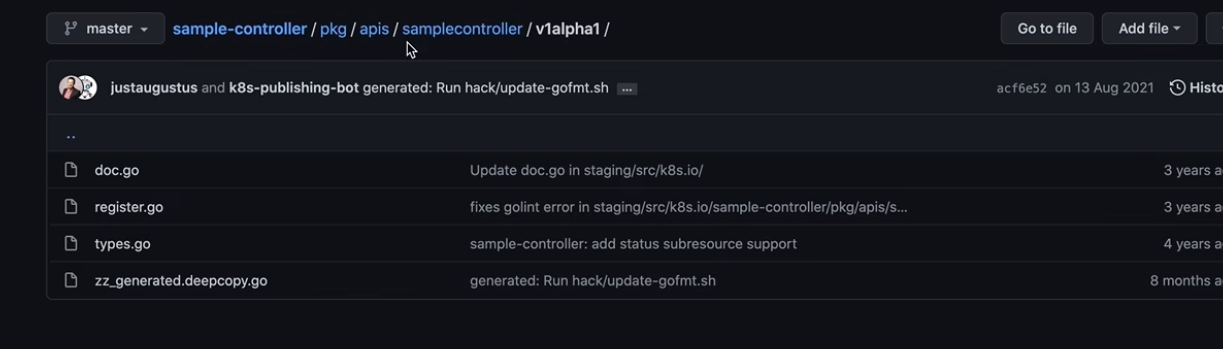 master sample-controller / pkg / apis / samplecontroller / v1alpha1 / Go to file Add file
justaugustus and k8s-publishing-bot generated: Run hack/update-gofmt.sh ... acf6e52 on 13 Aug 2021 Histo
..
doc.go Update doc.go in staging/src/k8s.io/ 3 years a
register.go fixes golint error in staging/src/k8s.io/sample-controller/pkg/apis/s... 3 years a
types.go sample-controller: add status subresource support 4 years a
zz_generated.deepcopy.go generated: Run hack/update-gofmt.sh 8 months a